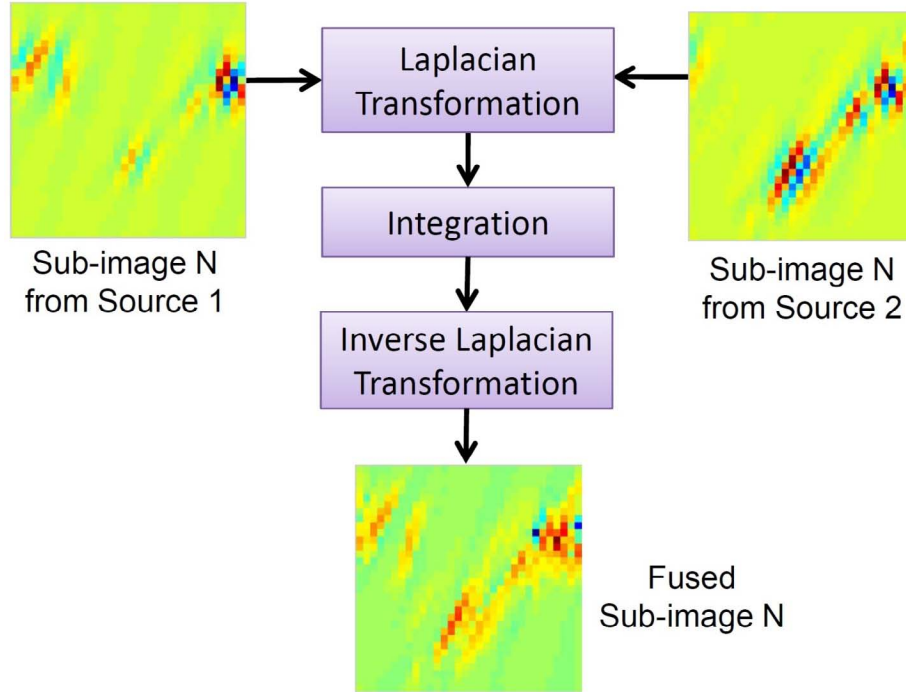 Laplacian
Transformation
Integration
Sub-image N
from Source 1
Sub-image N
from Source 2
Inverse Laplacian
Transformation
Fused
Sub-image N